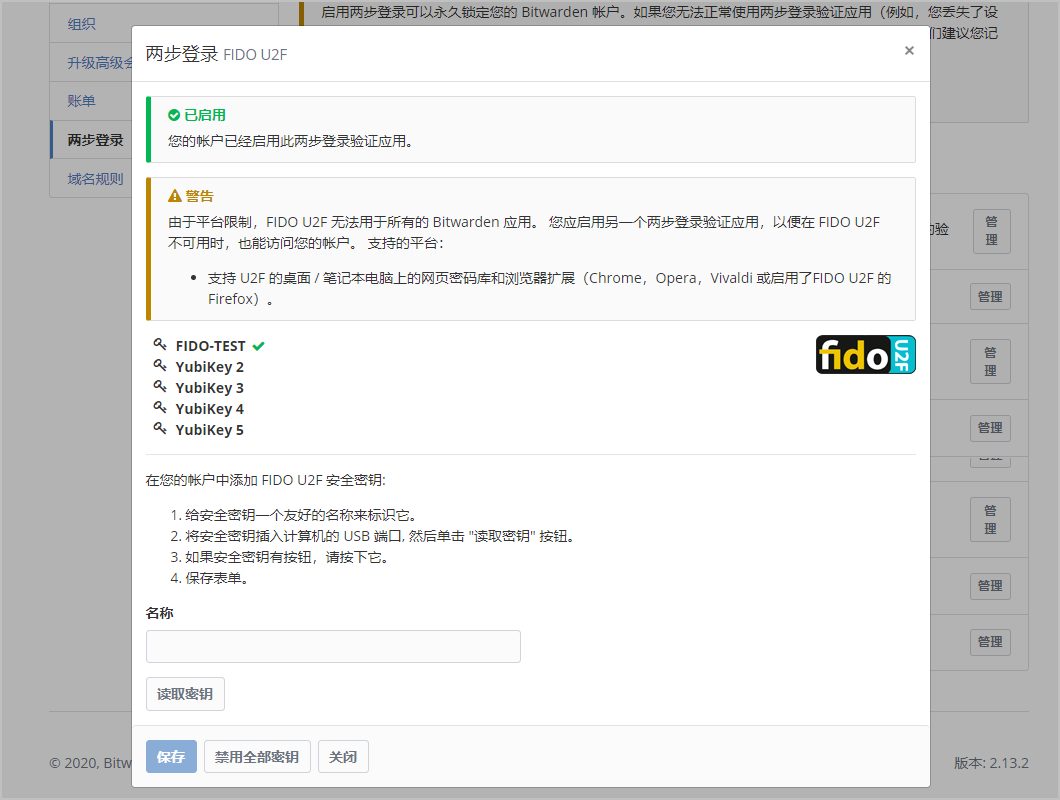 组织
升级高级会
账单
两步登录
域名规则
启用两步登录可以永久锁定您的 Bitwarden 帐户。如果您无法正常使用两步登录验证应用（例如，您丢失了设
们建议您记
两步登录 FIDO U2F
×
已启用
您的帐户已经启用此两步登录验证应用。
警告
由于平台限制，FIDO U2F 无法用于所有的 Bitwarden 应用。 您应启用另一个两步登录验证应用，以便在 FIDO U2F
不可用时，也能访问您的帐户。 支持的平台：
支持 U2F 的桌面 / 笔记本电脑上的网页密码库和浏览器扩展（Chrome，Opera，Vivaldi 或启用了FIDO U2F 的
Firefox）。
FIDO-TEST
YubiKey 2
YubiKey 3
YubiKey 4
YubiKey 5
fido U2F
在您的帐户中添加 FIDO U2F 安全密钥:
1. 给安全密钥一个友好的名称来标识它。
2. 将安全密钥插入计算机的 USB 端口, 然后单击 "读取密钥" 按钮。
3. 如果安全密钥有按钮，请按下它。
4. 保存表单。
名称
读取密钥
保存 禁用全部密钥 关闭
验
管
理
管理
管
理
管理
管
理
管理
管理
© 2020, Bitw
版本: 2.13.2